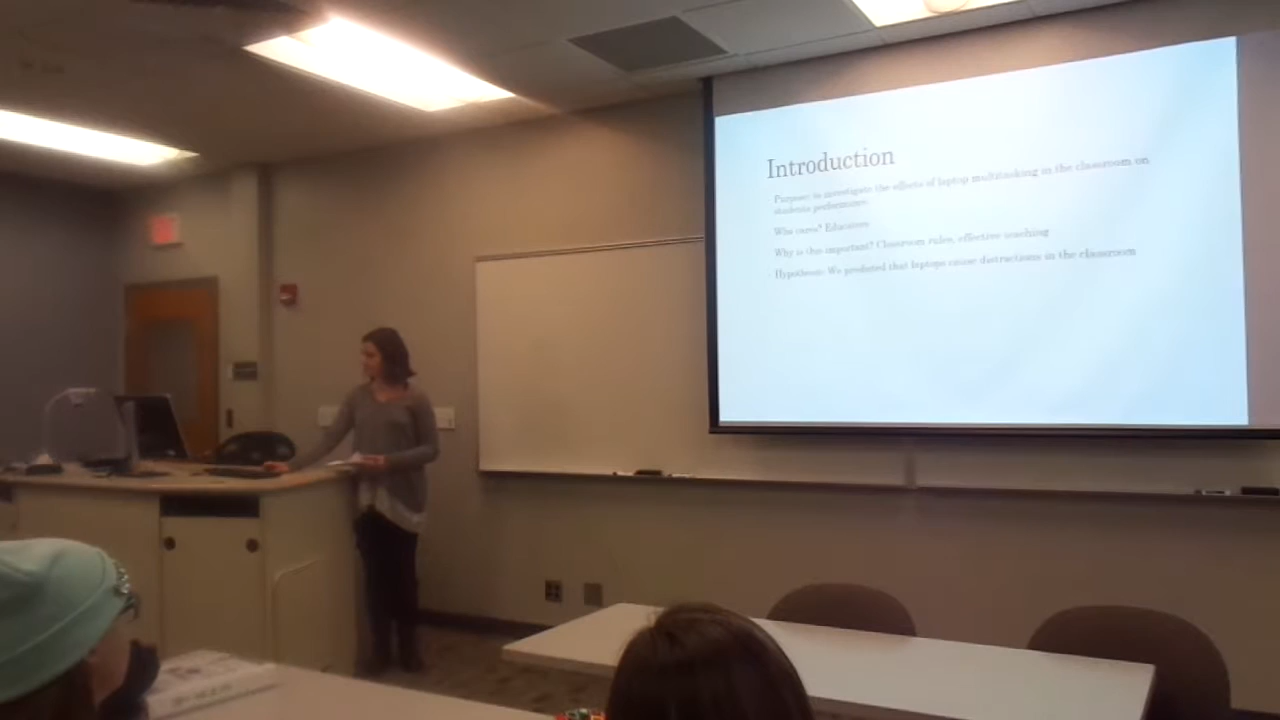 Introduction
Purpose: to investigate the effects of laptop multitasking in the classroom on
students performance.
Who cares? Educators
Why is this important? Classroom rules, effective teaching
Hypothesis: We predicted that laptops cause distractions in the classroom